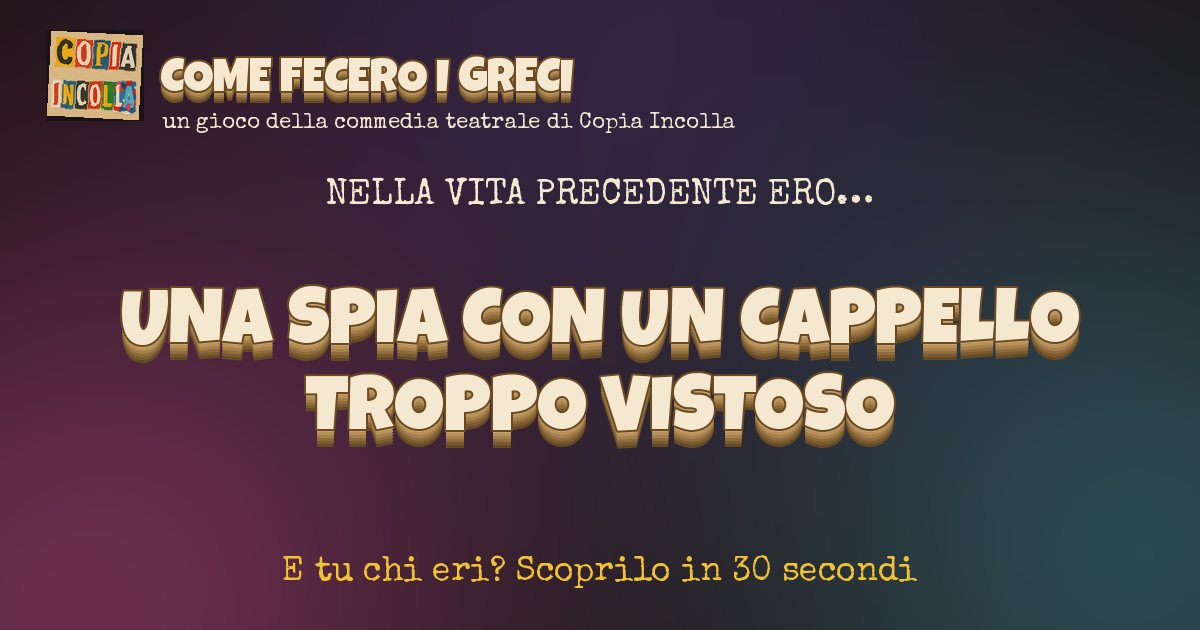 COPIA
INCOLLA
COME FECERO I GRECI
un gioco della commedia teatrale di Copia Incolla
NELLA VITA PRECEDENTE ERO...
UNA SPIA CON UN CAPPELLO
TROPPO VISTOSO
E tu chi eri? Scoprilo in 30 secondi